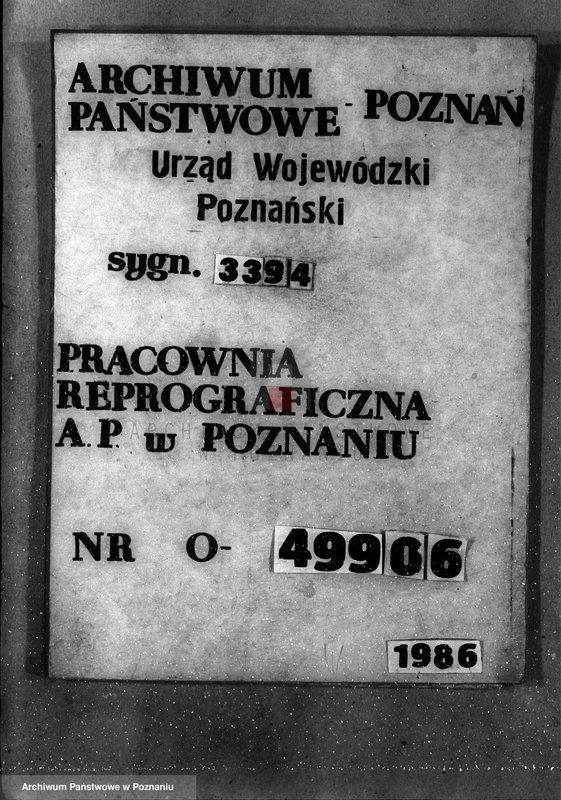 ARCHIWUM
PAŃSTWOWE - POZNAŃ
Urząd Wojewódzki
Poznański
sygn. 3394
PRACOWNIA
REPROGRAFICZNA
A.P. w POZNANIU
NR O- 49906
1986
Archiwum Państwowe w Poznaniu